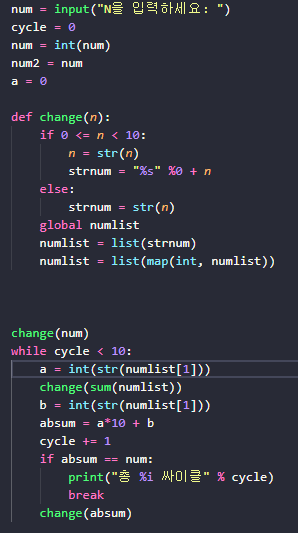 num = input("N을 입력하세요: ")
cycle = 0
num = int(num)
num2 = num
a = 0
def change(n):
    if 0 <= n < 10:
        n = str(n)
        strnum = "%s" %0 + n
    else:
        strnum = str(n)
    global numlist
    numlist = list(strnum)
    numlist = list(map(int, numlist))
change(num)
while cycle < 10:
    a = int(str(numlist[1]))
    change(sum(numlist))
    b = int(str(numlist[1]))
    absum = a*10 + b
    cycle += 1
    if absum == num:
        print("총 %i 싸이클" % cycle)
        break
    change(absum)